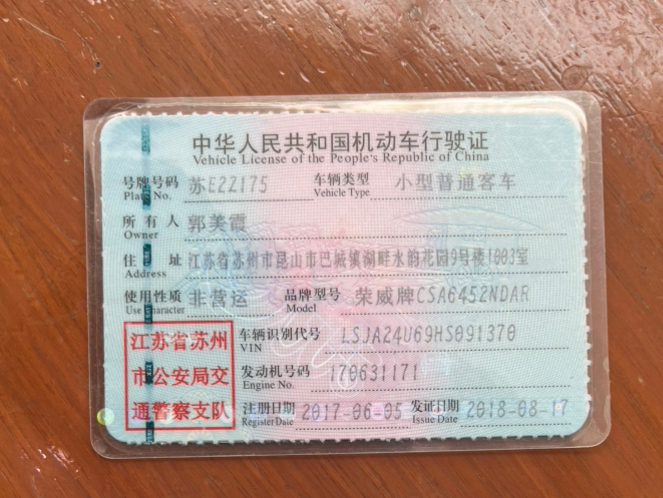 中华人民共和国机动车行驶证
Vehicle License of the People's Republic of China
号牌号码 苏E2Z175 车辆类型 小型普通客车
Plate No. Vehicle Type
所有人 郭美霞
Owner
住址 江苏省苏州市昆山市巴城镇湖畔水韵花园9号楼1003室
Address
使用性质 非营运 品牌型号 荣威牌CSA6452NDAR
Use Character Model
江苏省苏州
市公安局交
通警察支队
车辆识别代号 LSJA24U69HS091370
VIN
发动机号码 170631171
Engine No.
注册日期 2017-06-05 发证日期 2018-08-17
Register Date Issue Date